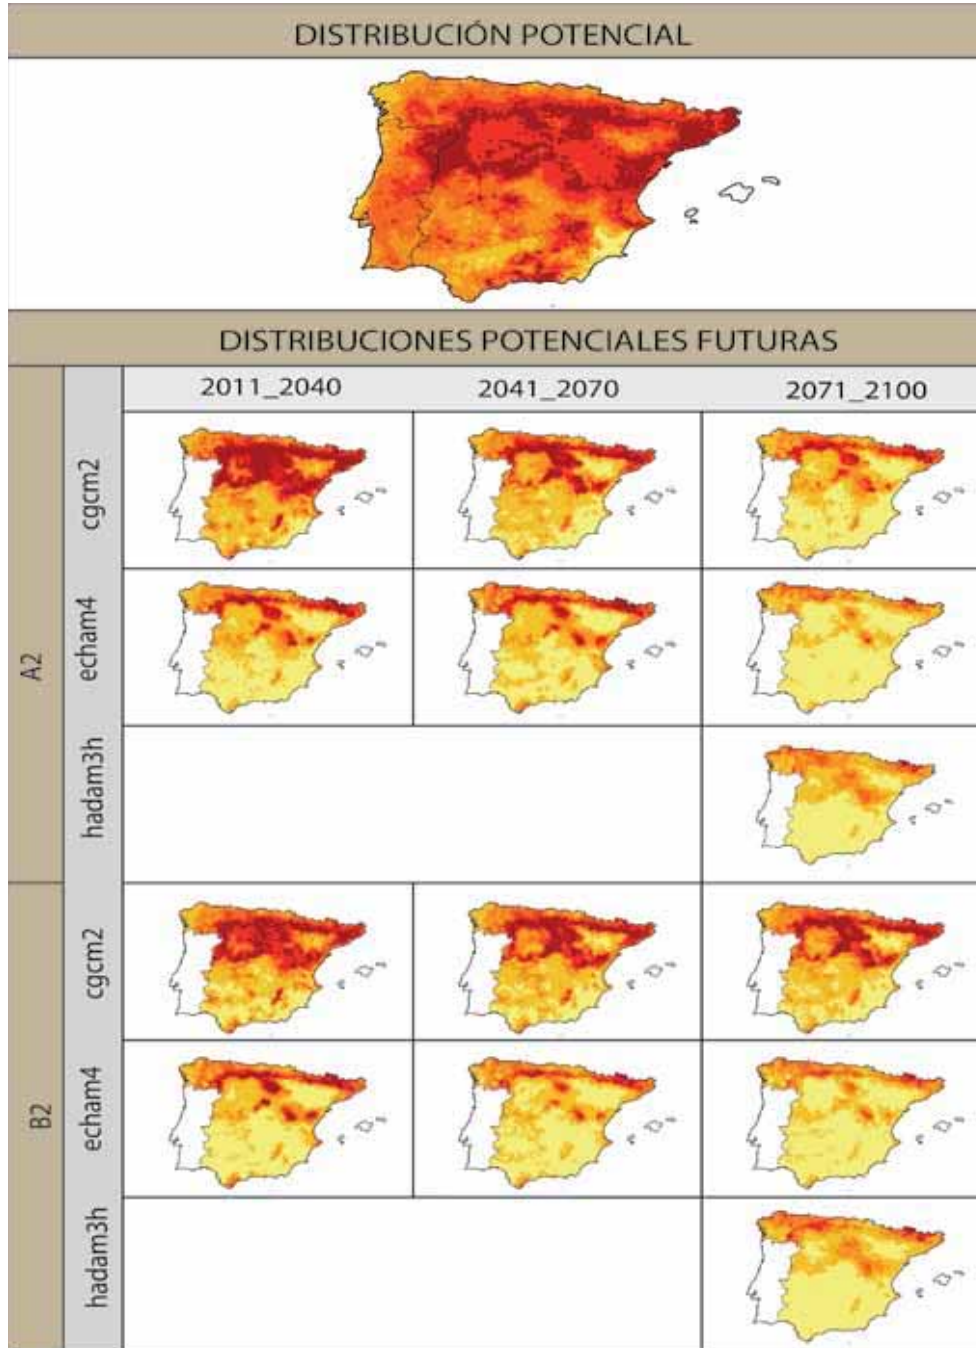 DISTRIBUCIÓN POTENCIAL
DISTRIBUCIONES POTENCIALES FUTURAS
2011_2040 2041_2070 2071_2100
A2
cgcm2
echam4
hadam3h
B2
cgcm2
echam4
hadam3h